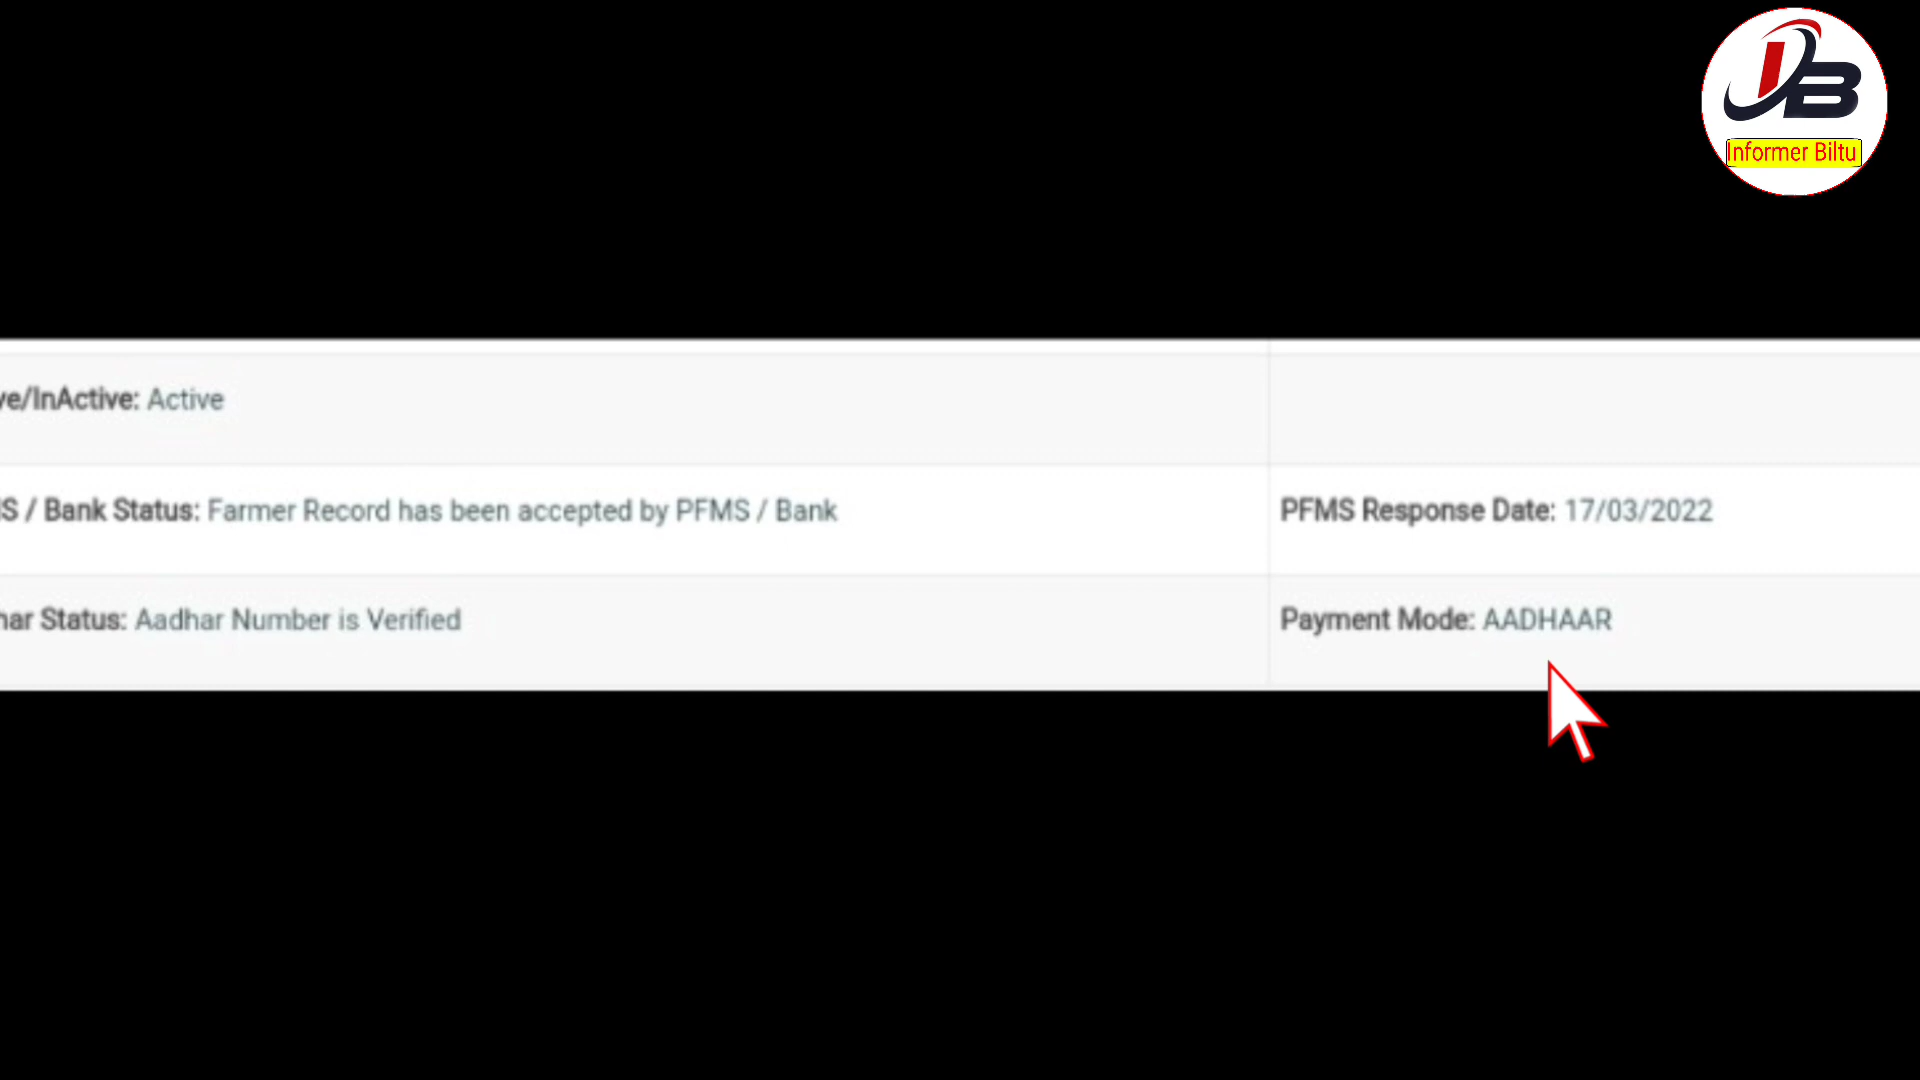 IB
Informer Biltu
ve/InActive: Active
S / Bank Status: Farmer Record has been accepted by PFMS / Bank
PFMS Response Date: 17/03/2022
har Status: Aadhar Number is Verified
Payment Mode: AADHAAR